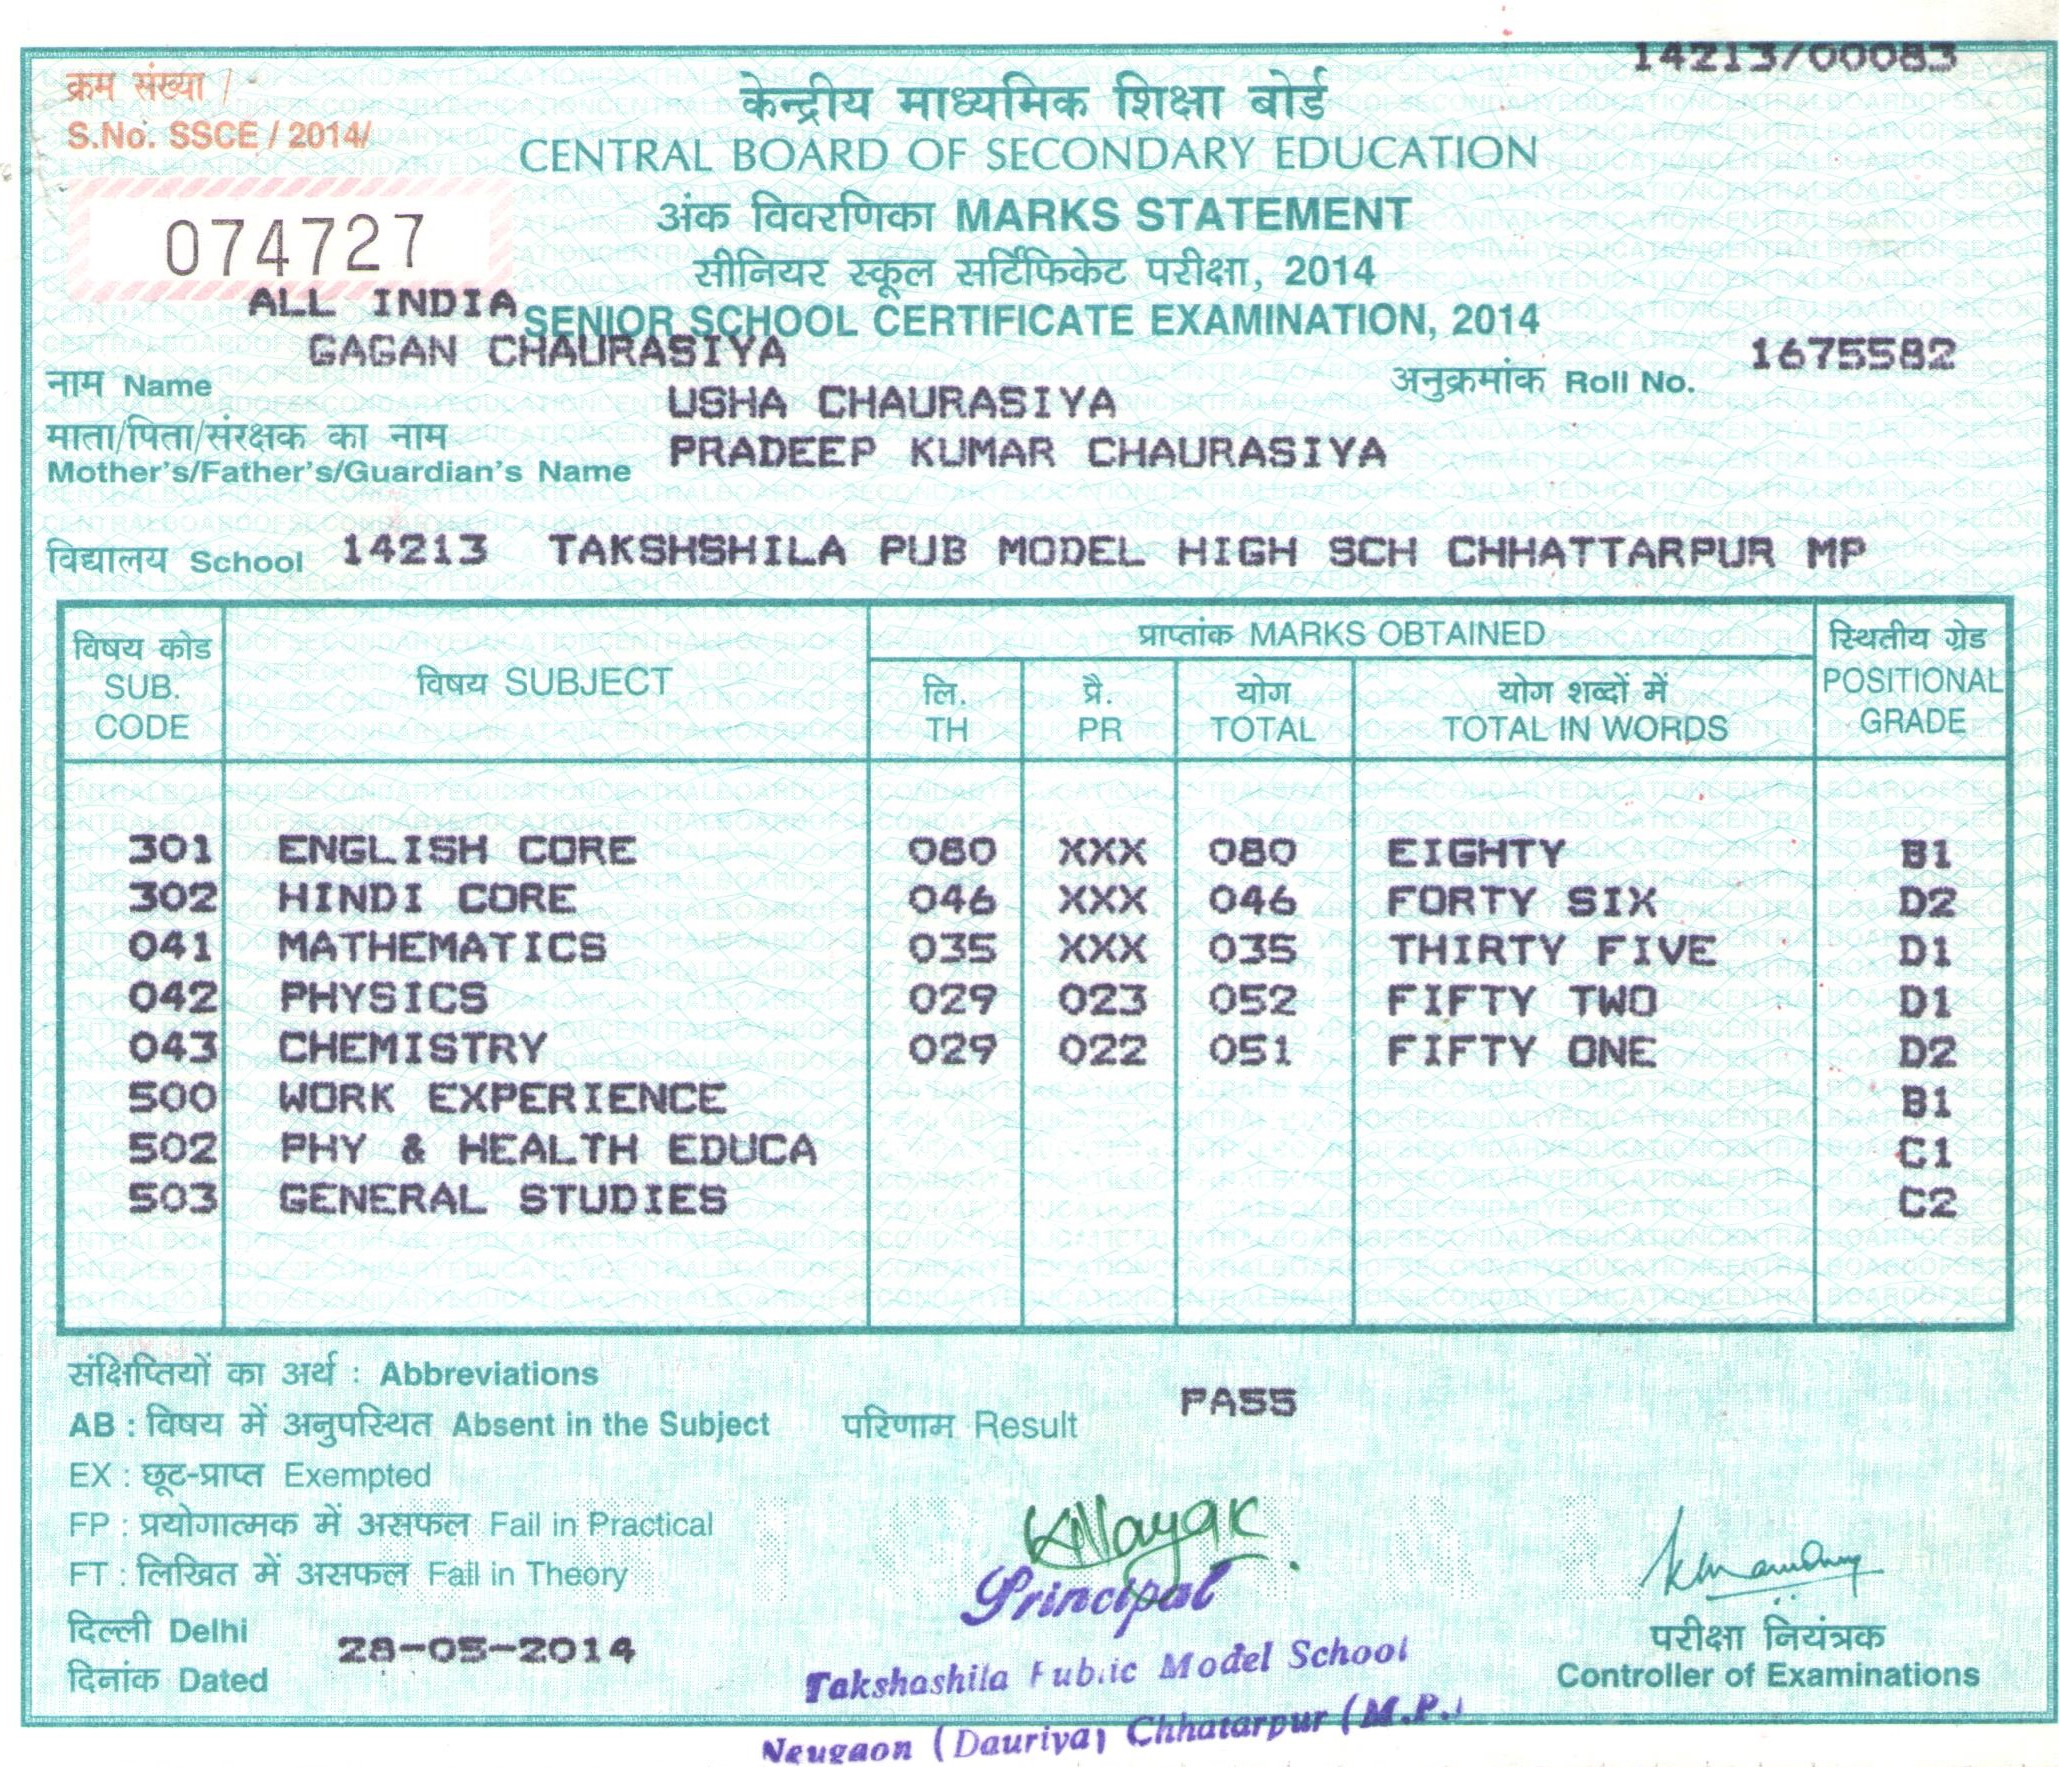 14213/00083
क्रम संख्या /
S.No. SSCE / 2014/
074727
केन्द्रीय माध्यमिक शिक्षा बोर्ड
CENTRAL BOARD OF SECONDARY EDUCATION
अंक विवरणिका MARKS STATEMENT
सीनियर स्कूल सर्टिफिकेट परीक्षा, 2014
ALL INDIA SENIOR SCHOOL CERTIFICATE EXAMINATION, 2014
नाम Name GAGAN CHAURASIYA अनुक्रमांक Roll No. 1675582
USHA CHAURASIYA
माता/पिता/संरक्षक का नाम
Mother's/Father's/Guardian's Name PRADEEP KUMAR CHAURASIYA
विद्यालय School 14213 TAKSHSHILA PUB MODEL HIGH SCH CHHATTARPUR MP
विषय कोड SUB. CODE विषय SUBJECT प्राप्तांक MARKS OBTAINED स्थितीय ग्रेड POSITIONAL GRADE
लि. TH प्रै. PR योग TOTAL योग शब्दों में TOTAL IN WORDS
301 ENGLISH CORE 080 XXX 080 EIGHTY B1
302 HINDI CORE 046 XXX 046 FORTY SIX D2
041 MATHEMATICS 035 XXX 035 THIRTY FIVE D1
042 PHYSICS 029 023 052 FIFTY TWO D1
043 CHEMISTRY 029 022 051 FIFTY ONE D2
500 WORK EXPERIENCE B1
502 PHY & HEALTH EDUCA C1
503 GENERAL STUDIES C2
संक्षिप्तियों का अर्थ : Abbreviations
AB : विषय में अनुपस्थित Absent in the Subject परिणाम Result PASS
EX : छूट-प्राप्त Exempted
FP : प्रयोगात्मक में असफल Fail in Practical
FT : लिखित में असफल Fail in Theory
KNayak
Principal
दिल्ली Delhi
दिनांक Dated 28-05-2014
परीक्षा नियंत्रक
Controller of Examinations
Takshashila Public Model School
Neugaon (Dauriya) Chhatarpur (M.P.)